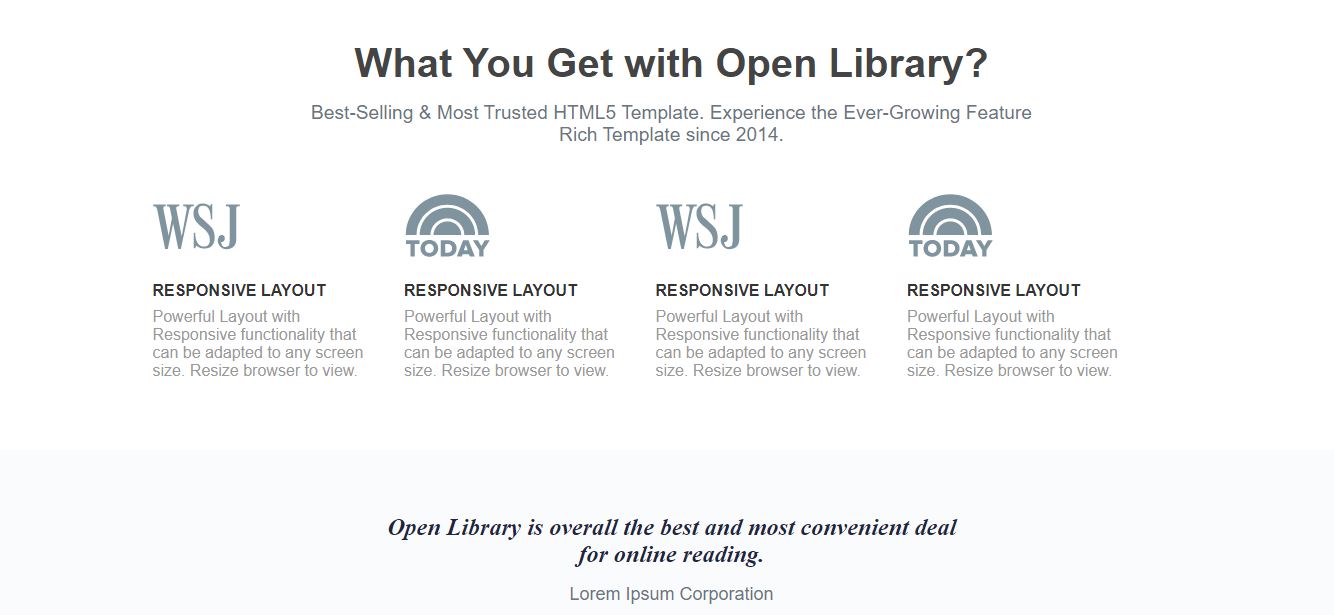 What You Get with Open Library?
Best-Selling & Most Trusted HTML5 Template. Experience the Ever-Growing Feature
Rich Template since 2014.
WSJ
TODAY
WSJ
TODAY
RESPONSIVE LAYOUT
Powerful Layout with
Responsive functionality that
can be adapted to any screen
size. Resize browser to view.
RESPONSIVE LAYOUT
Powerful Layout with
Responsive functionality that
can be adapted to any screen
size. Resize browser to view.
RESPONSIVE LAYOUT
Powerful Layout with
Responsive functionality that
can be adapted to any screen
size. Resize browser to view.
RESPONSIVE LAYOUT
Powerful Layout with
Responsive functionality that
can be adapted to any screen
size. Resize browser to view.
Open Library is overall the best and most convenient deal
for online reading.
Lorem Ipsum Corporation